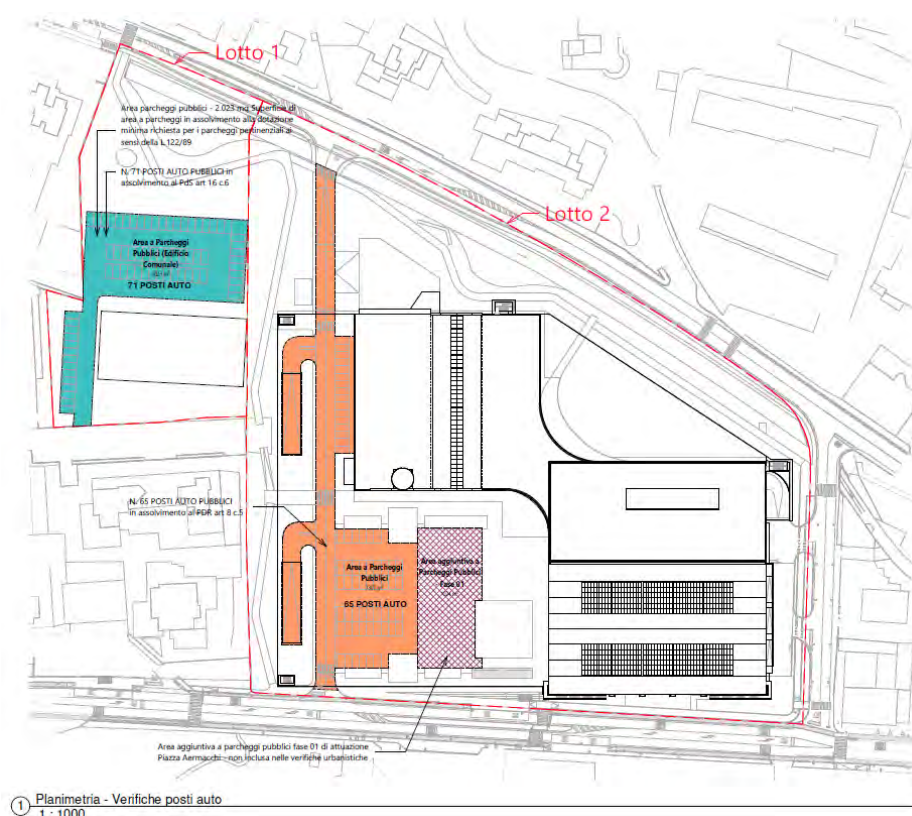 Lotto 1
Area parcheggi pubblici - 2.023 mq Superficie di
area a parcheggi in assolvimento alla dotazione
minima richiesta per i parcheggi pertinenziali ai
sensi della L.122/89
N. 71 POSTI AUTO PUBBLICI in
assolvimento al PdS art 16 c.6
Lotto 2
Area a Parcheggi
Pubblici (Edificio
Comunale)
71 POSTI AUTO
N. 65 POSTI AUTO PUBBLICI
in assolvimento al PDR art 8 c.5
Area a Parcheggi
Pubblici
65 POSTI AUTO
Area aggiuntiva a
Parcheggi Pubblici
Fase 01
Area aggiuntiva a parcheggi pubblici fase 01 di attuazione
Piazza Aermacchi - non inclusa nelle verifiche urbanistiche
1 Planimetria - Verifiche posti auto
1 : 1000